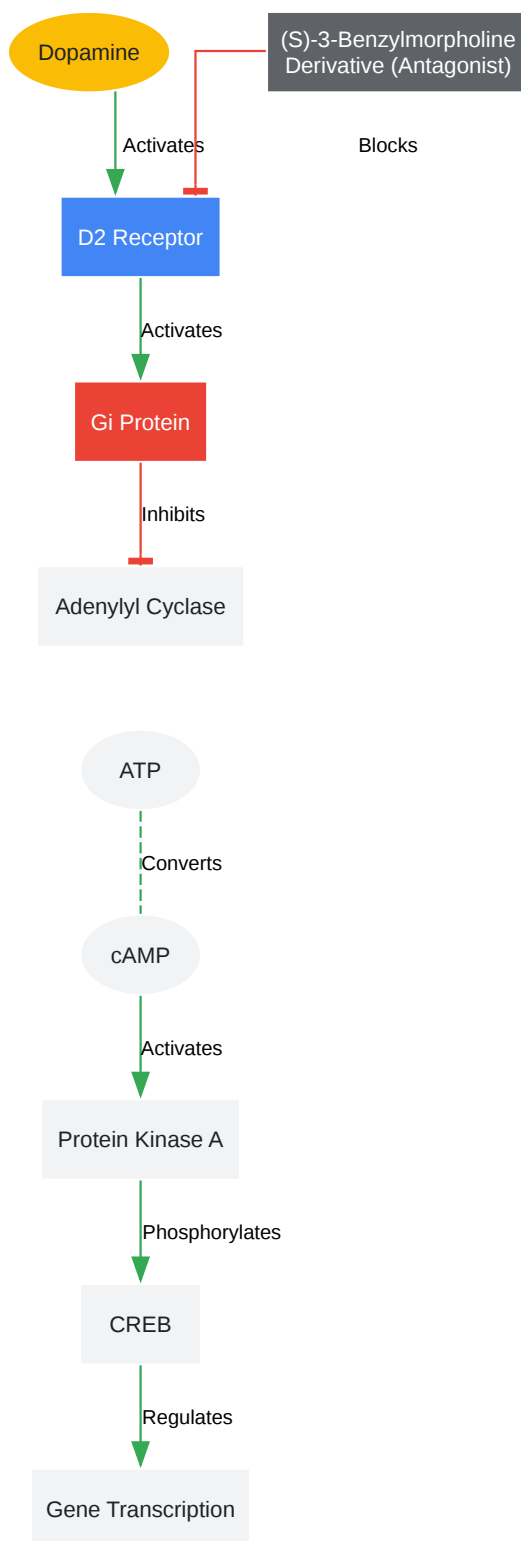 Dopamine
(S)-3-Benzylmorpholine
Derivative (Antagonist)
Activates
Blocks
D2 Receptor
Activates
Gi Protein
Inhibits
Adenylyl Cyclase
ATP
Converts
cAMP
Activates
Protein Kinase A
Phosphorylates
CREB
Regulates
Gene Transcription